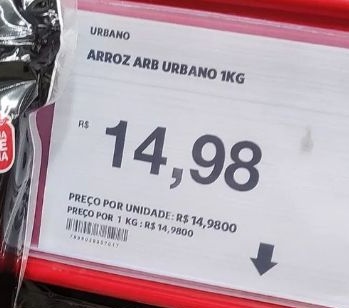 URBANO
ARROZ ARB URBANO 1KG
R$ 14,98
PREÇO POR UNIDADE: R$ 14,9800
PREÇO POR 1 KG : R$ 14,9800